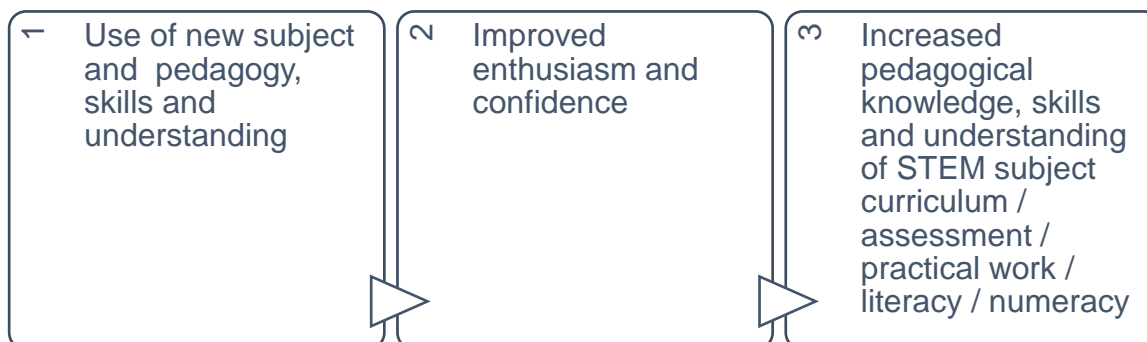 1
Use of new subject
and  pedagogy,
skills and
understanding
2
Improved
enthusiasm and
confidence
3
Increased
pedagogical
knowledge, skills
and understanding
of STEM subject
curriculum /
assessment /
practical work /
literacy / numeracy